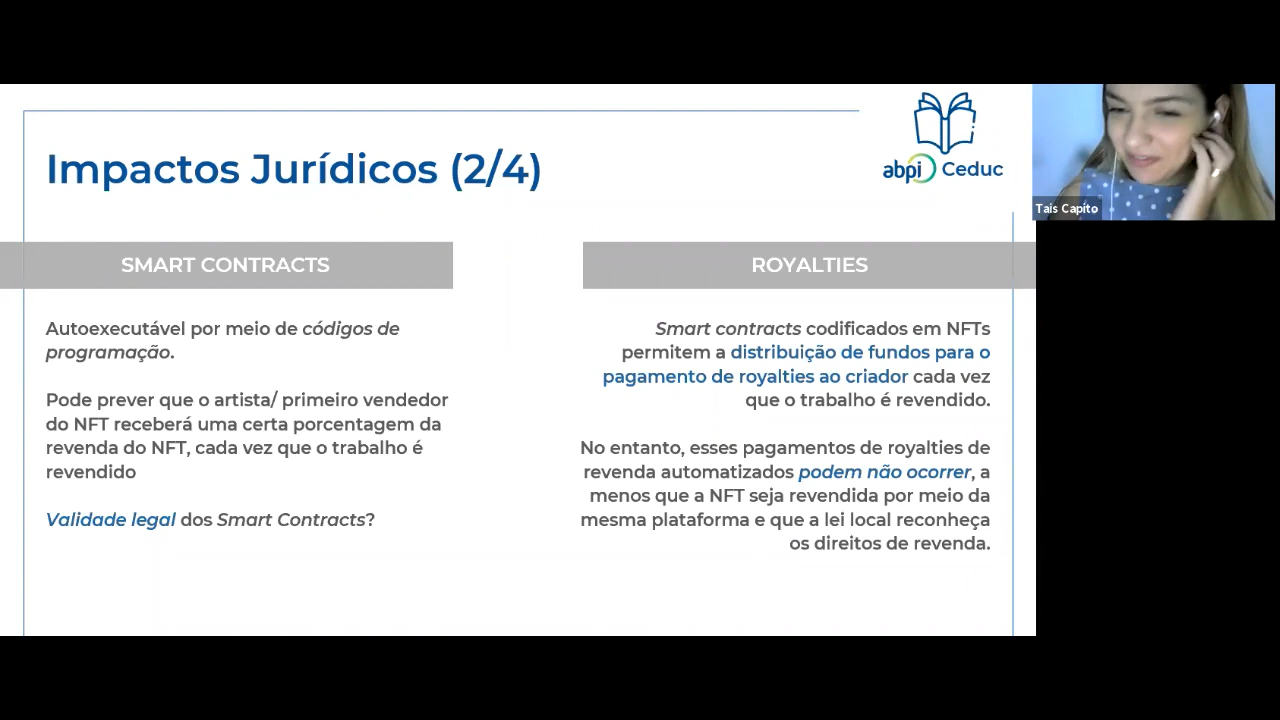 Impactos Jurídicos (2/4)
abpi Ceduc
Tais Capito
SMART CONTRACTS
Autoexecutável por meio de códigos de
programação.
Pode prever que o artista/ primeiro vendedor
do NFT receberá uma certa porcentagem da
revenda do NFT, cada vez que o trabalho é
revendido
Validade legal dos Smart Contracts?
ROYALTIES
Smart contracts codificados em NFTs
permitem a distribuição de fundos para o
pagamento de royalties ao criador cada vez
que o trabalho é revendido.
No entanto, esses pagamentos de royalties de
revenda automatizados podem não ocorrer, a
menos que a NFT seja revendida por meio da
mesma plataforma e que a lei local reconheça
os direitos de revenda.